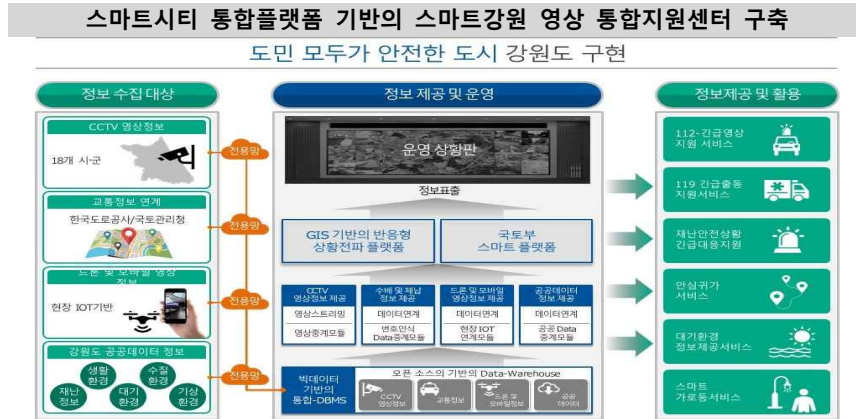 스마트시티 통합플랫폼 기반의 스마트강원 영상 통합지원센터 구축
도민 모두가 안전한 도시 강원도 구현
정보 수집 대상
CCTV 영상정보
18개 시·군
전용망
교통정보 연계
한국도로공사/국토관리청
전용망
드론 및 모바일 영상
정보
현장 IOT기반
전용망
강원도 공공데이터 정보
생활
환경
수질
환경
재난
정보
대기
환경
기상
환경
전용망
정보 제공 및 운영
운영 상황판
정보표출
GIS 기반의 반응형
상황전파 플랫폼
국토부
스마트 플랫폼
CCTV
영상정보 제공
영상스트리밍
영상중계모듈
수배 및 체납
정보 제공
데이터연계
번호인식
Data중계모듈
드론 및 모바일
영상정보 제공
데이터연계
현장 IOT
연계모듈
공공데이터
정보 제공
데이터연계
공공 Data
중계모듈
빅데이터
기반의
통합-DBMS
오픈 소스의 기반의 Data-Warehouse
CCTV
영상정보
교통정보
드론 및
모바일정보
공공
데이터
정보제공 및 활용
112-긴급영상
지원 서비스
119 긴급출동
지원서비스
재난안전상황
긴급대응지원
안심귀가
서비스
대기환경
정보제공서비스
스마트
가로등서비스